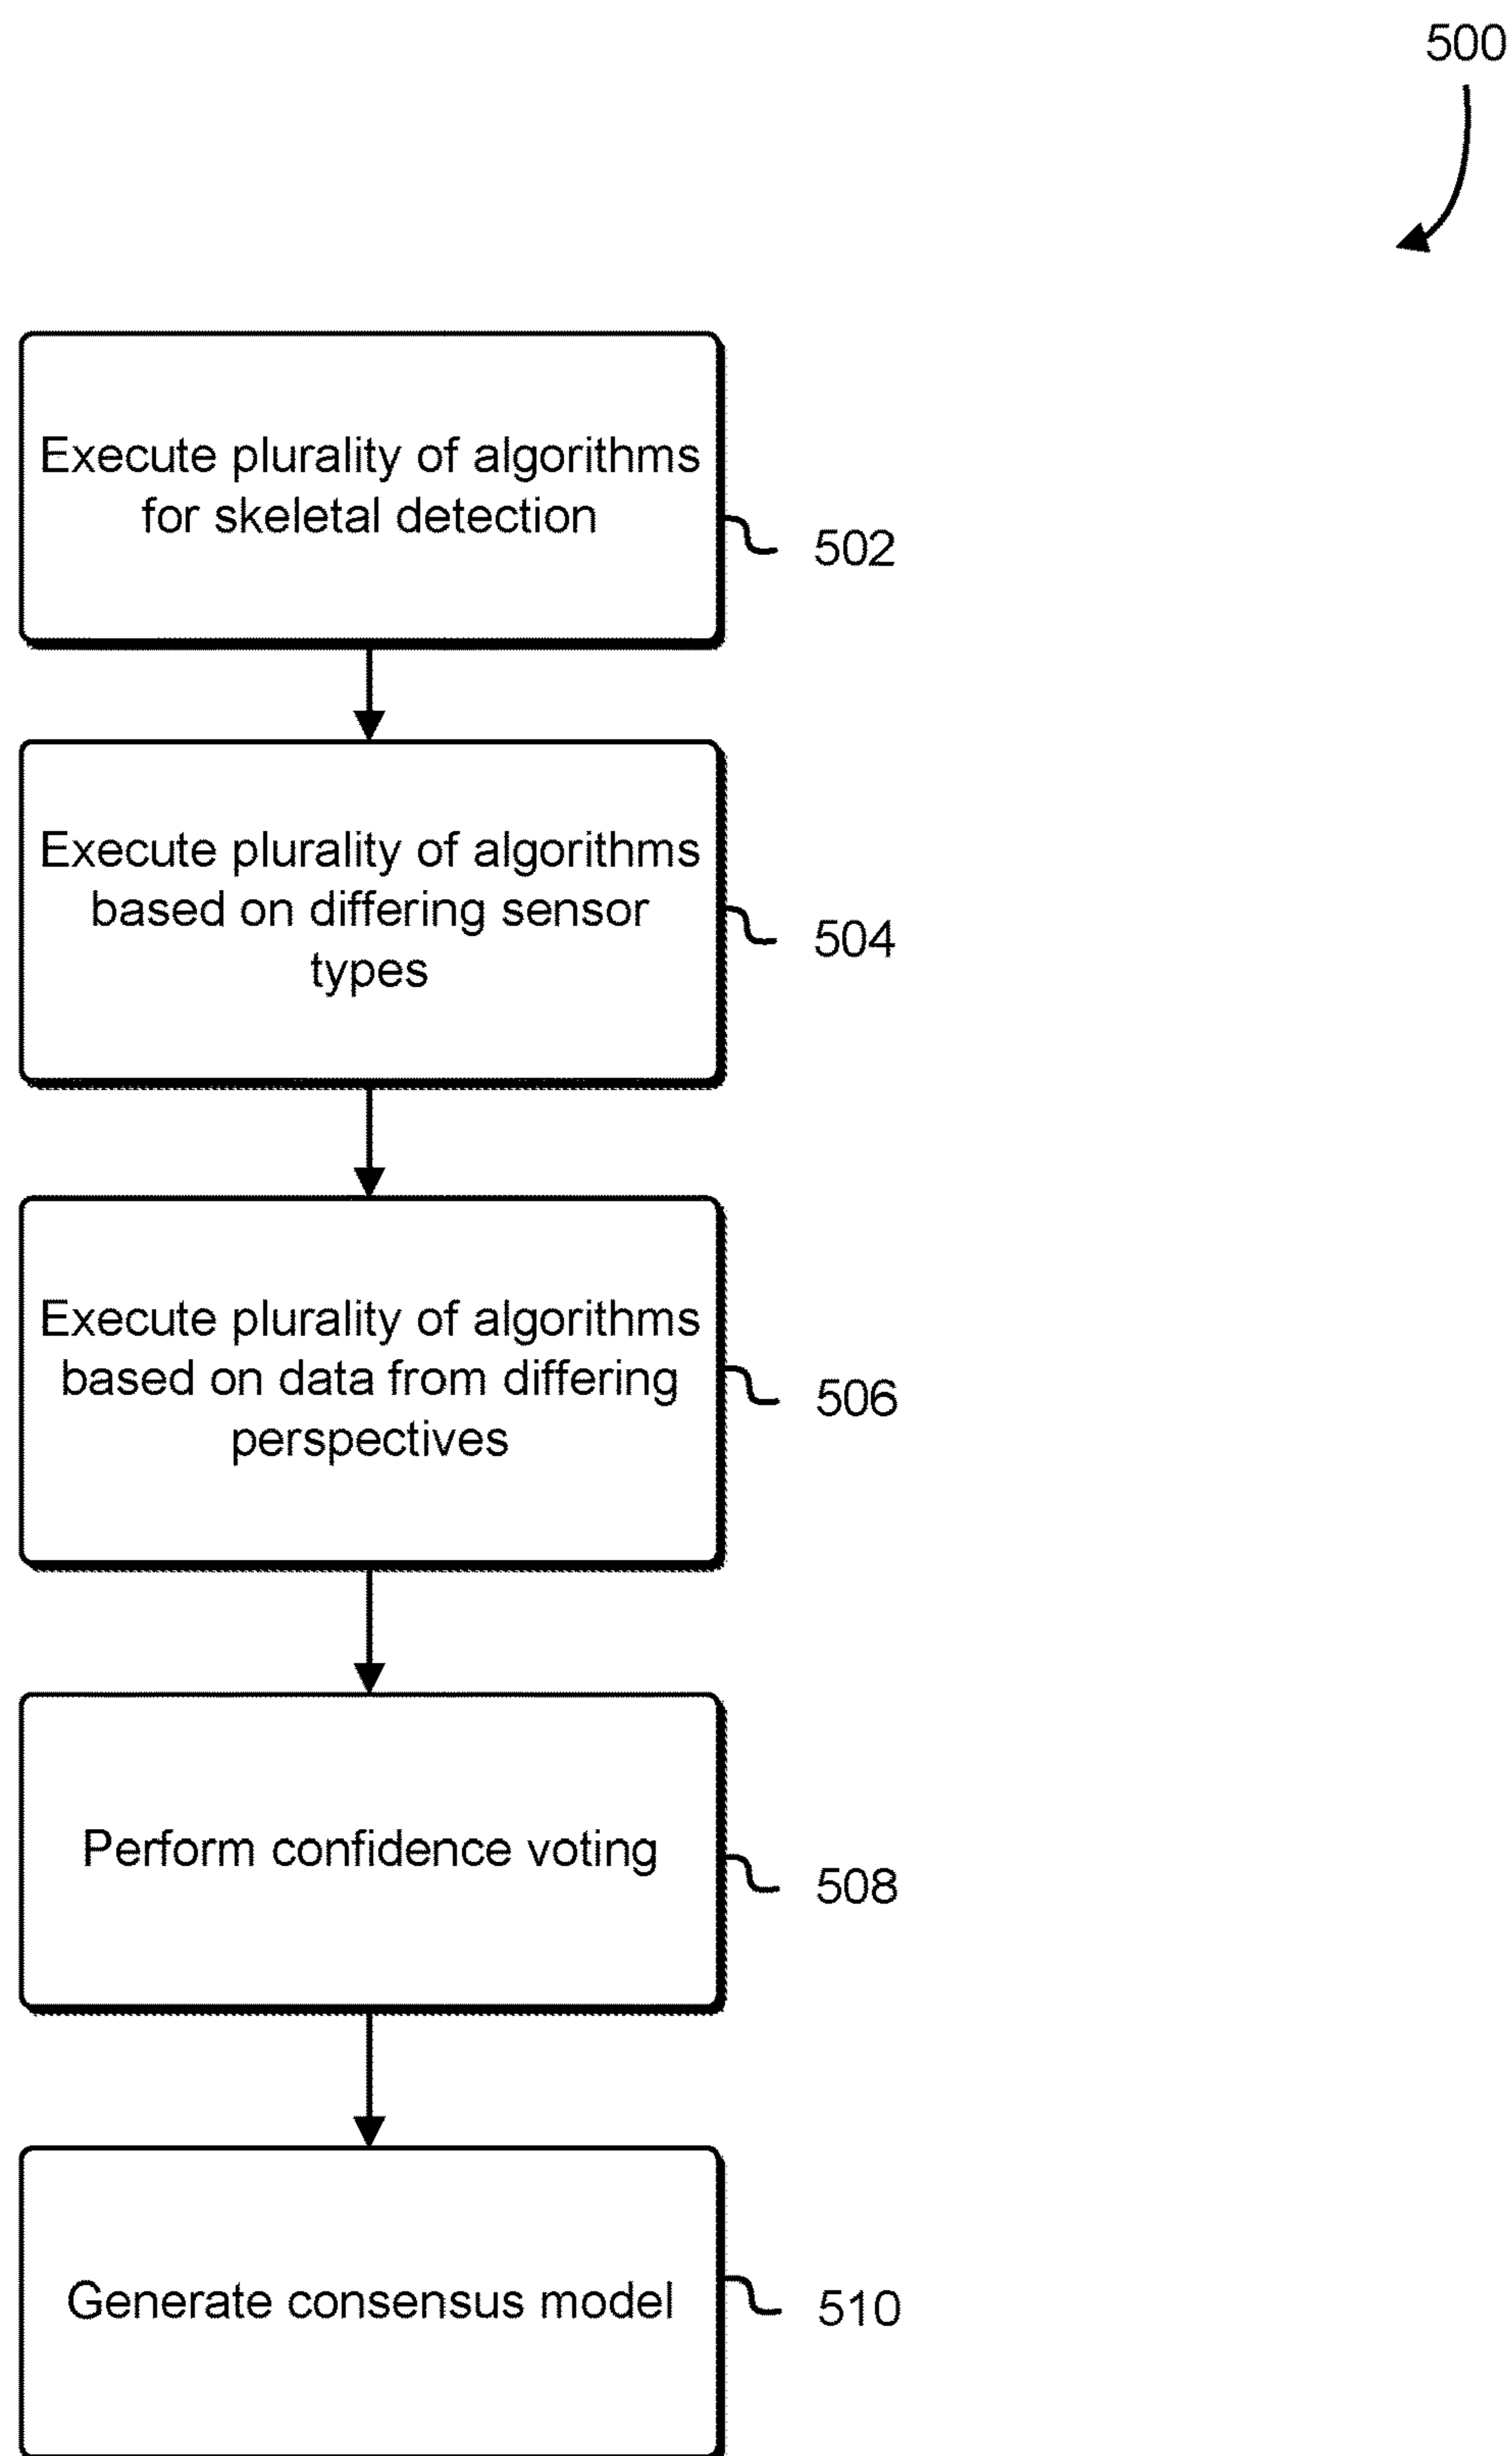 500
Execute plurality of algorithms
for skeletal detection
502
Execute plurality of algorithms
based on differing sensor
types
504
Execute plurality of algorithms
based on data from differing
perspectives
506
Perform confidence voting
508
Generate consensus model
510